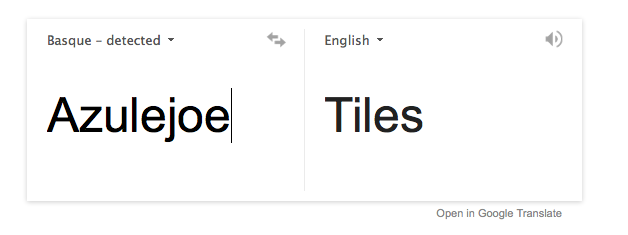 Basque – detected English
Azulejoe Tiles
Open in Google Translate